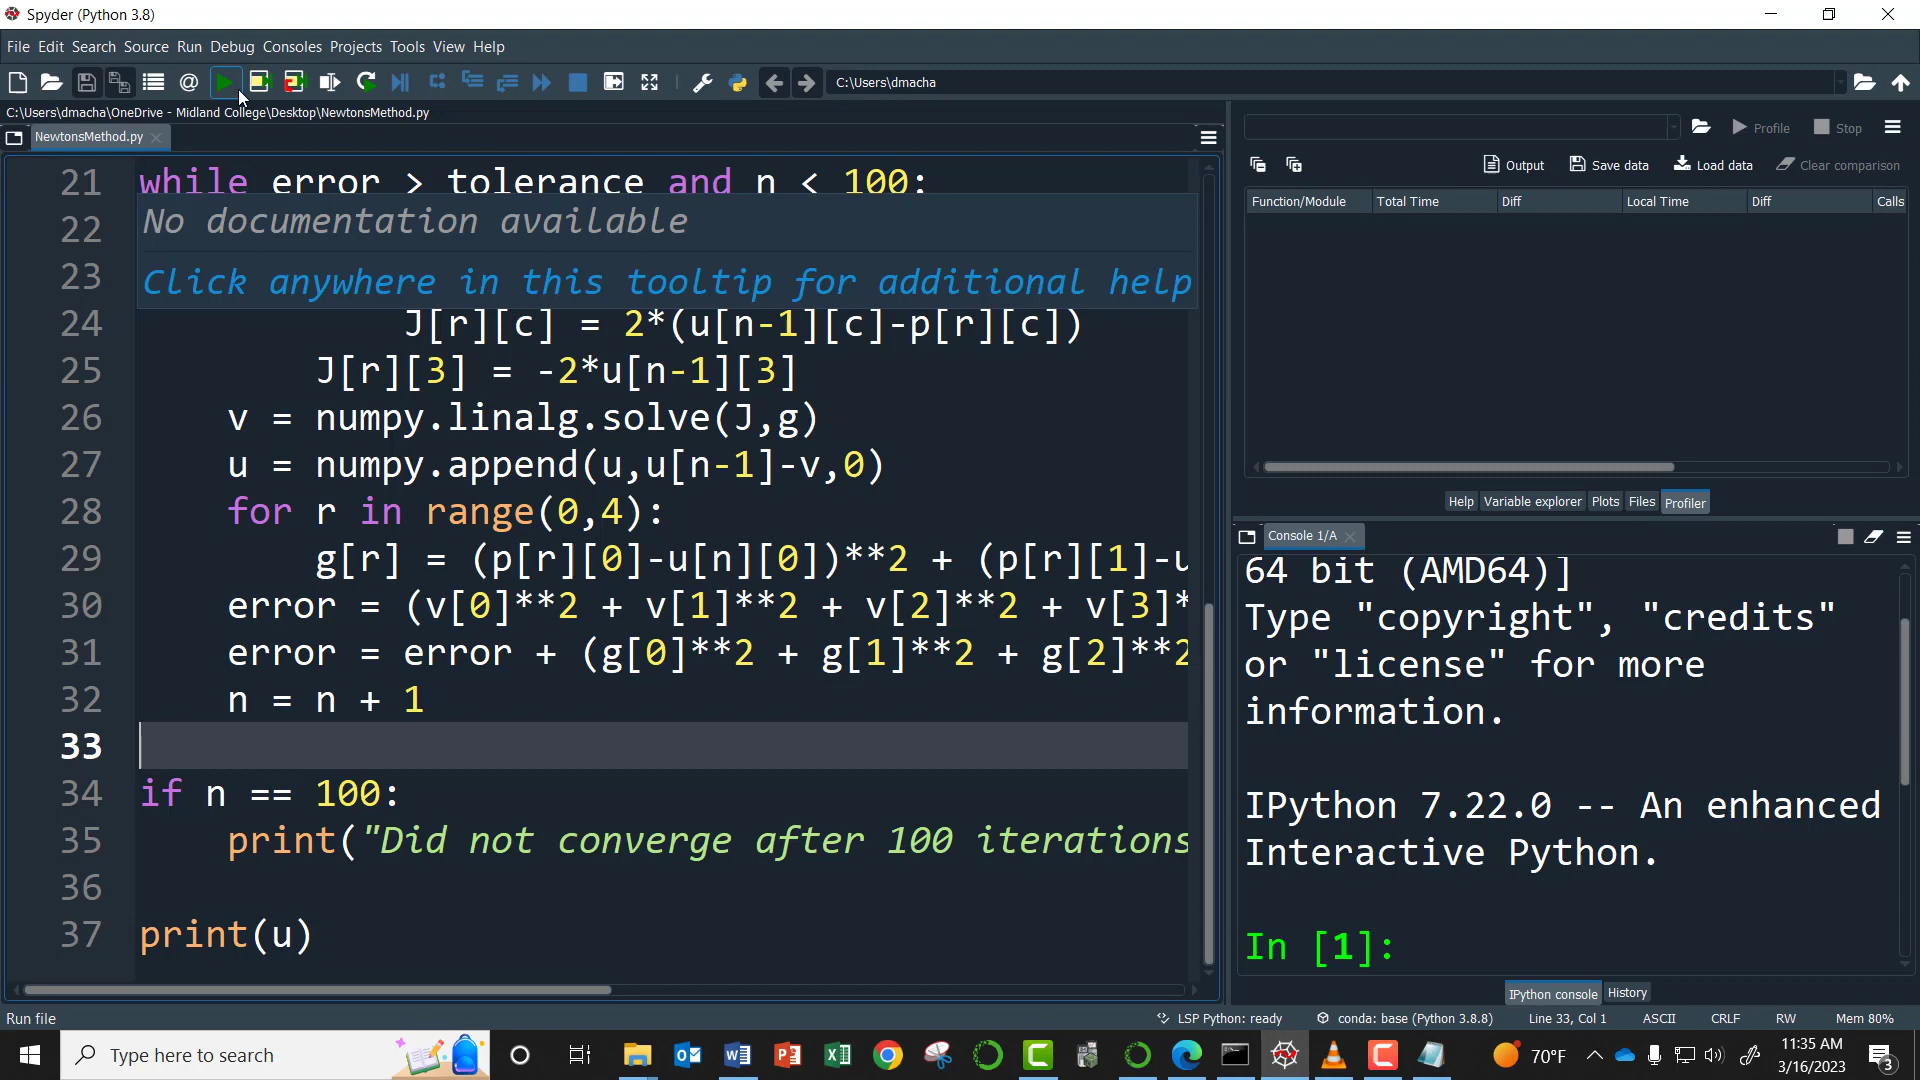 Spyder (Python 3.8)
File Edit Search Source Run Debug Consoles Projects Tools View Help
C:\Users\dmacha
C:\Users\dmacha\OneDrive - Midland College\Desktop\NewtonsMethod.py
NewtonsMethod.py
21 while error > tolerance and n < 100:
22
No documentation available
23
Click anywhere in this tooltip for additional help
24 J[r][c] = 2*(u[n-1][c]-p[r][c])
25 J[r][3] = -2*u[n-1][3]
26 v = numpy.linalg.solve(J,g)
27 u = numpy.append(u,u[n-1]-v,0)
28 for r in range(0,4):
29 g[r] = (p[r][0]-u[n][0])**2 + (p[r][1]-u
30 error = (v[0]**2 + v[1]**2 + v[2]**2 + v[3]*
31 error = error + (g[0]**2 + g[1]**2 + g[2]**2
32 n = n + 1
33
34 if n == 100:
35 print("Did not converge after 100 iterations
36
37 print(u)
Profile Stop
Output Save data Load data Clear comparison
Function/Module Total Time Diff Local Time Diff Calls
Help Variable explorer Plots Files Profiler
Console 1/A
64 bit (AMD64)]
Type "copyright", "credits"
or "license" for more
information.
IPython 7.22.0 -- An enhanced
Interactive Python.
In [1]:
IPython console History
Run file LSP Python: ready conda: base (Python 3.8.8) Line 33, Col 1 ASCII CRLF RW Mem 80%
Type here to search
70°F
11:35 AM
3/16/2023
3